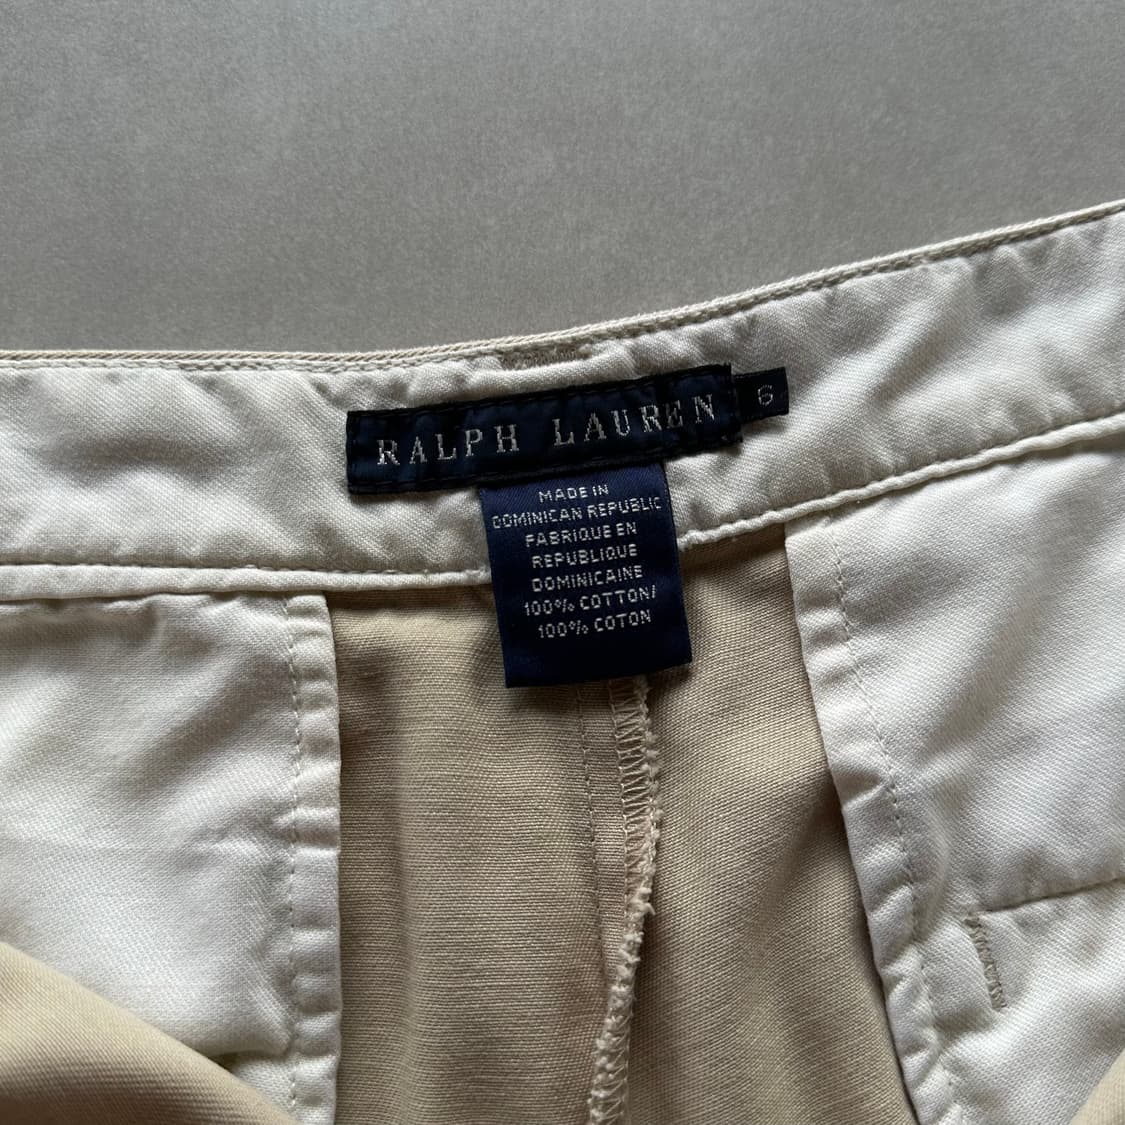 RALPH LAUREN 6
MADE IN
DOMINICAN REPUBLIC
FABRIQUE EN
REPUBLIQUE
DOMINICAINE
100% COTTON/
100% COTON